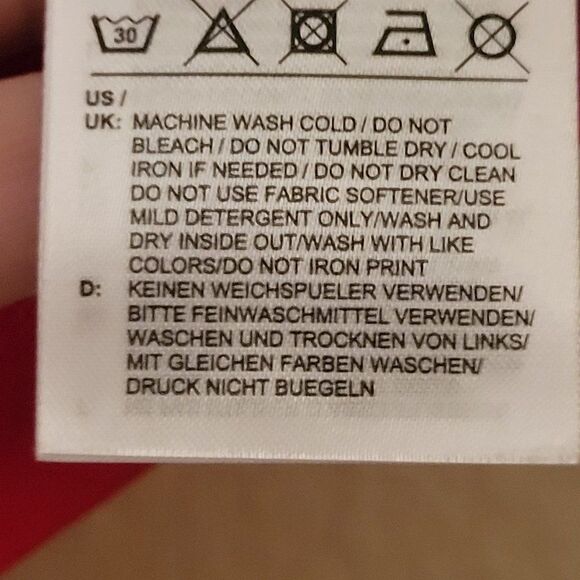 30
US /
UK: MACHINE WASH COLD / DO NOT
BLEACH / DO NOT TUMBLE DRY / COOL
IRON IF NEEDED / DO NOT DRY CLEAN
DO NOT USE FABRIC SOFTENER/USE
MILD DETERGENT ONLY/WASH AND
DRY INSIDE OUT/WASH WITH LIKE
COLORS/DO NOT IRON PRINT
D: KEINEN WEICHSPUELER VERWENDEN/
BITTE FEINWASCHMITTEL VERWENDEN/
WASCHEN UND TROCKNEN VON LINKS/
MIT GLEICHEN FARBEN WASCHEN/
DRUCK NICHT BUEGELN